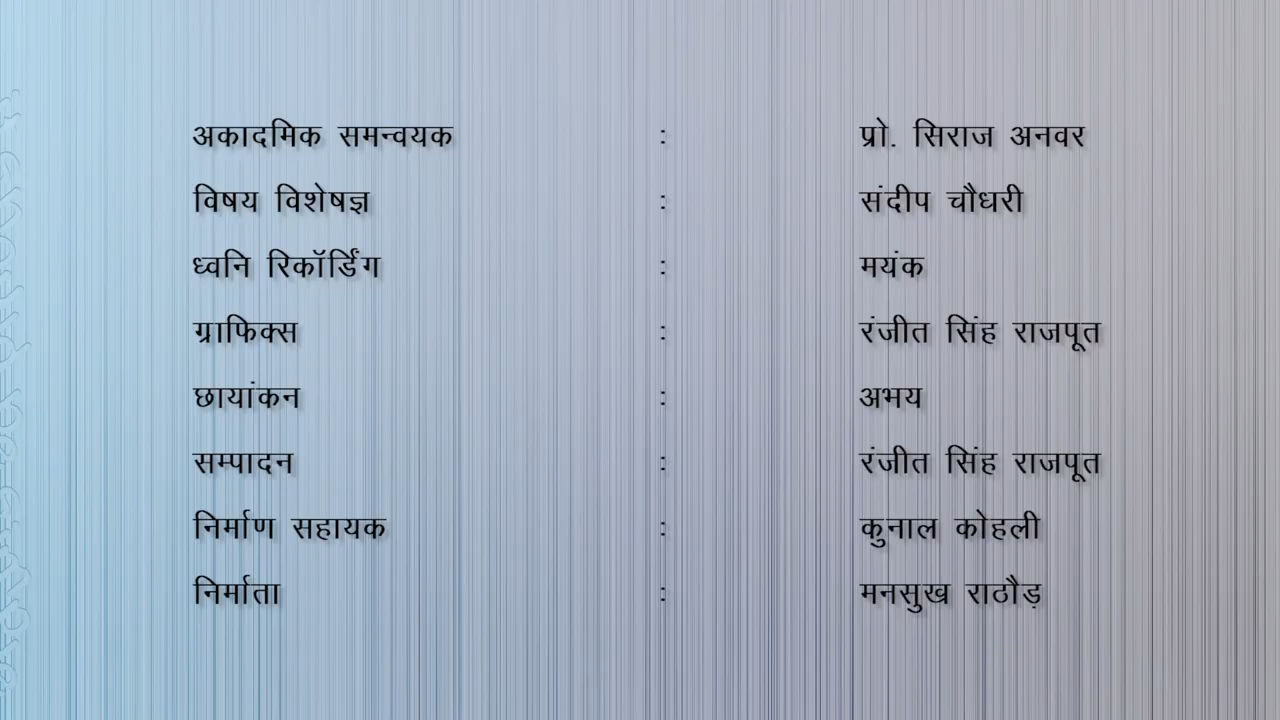 अकादमिक समन्वयक : प्रो. सिराज अनवर
विषय विशेषज्ञ : संदीप चौधरी
ध्वनि रिकॉर्डिंग : मयंक
ग्राफिक्स : रंजीत सिंह राजपूत
छायांकन : अभय
सम्पादन : रंजीत सिंह राजपूत
निर्माण सहायक : कुनाल कोहली
निर्माता : मनसुख राठौड़